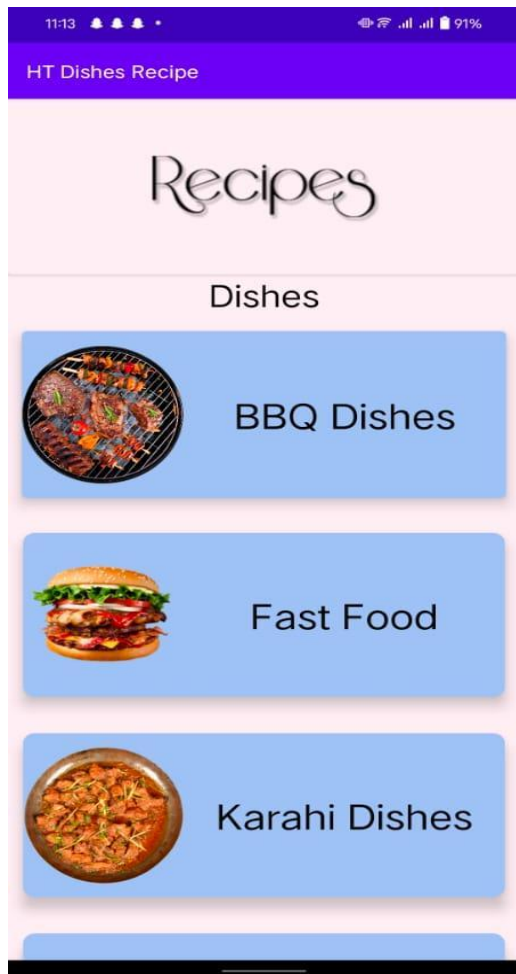 11:13
91%
HT Dishes Recipe
Recipes
Dishes
BBQ Dishes
Fast Food
Karahi Dishes